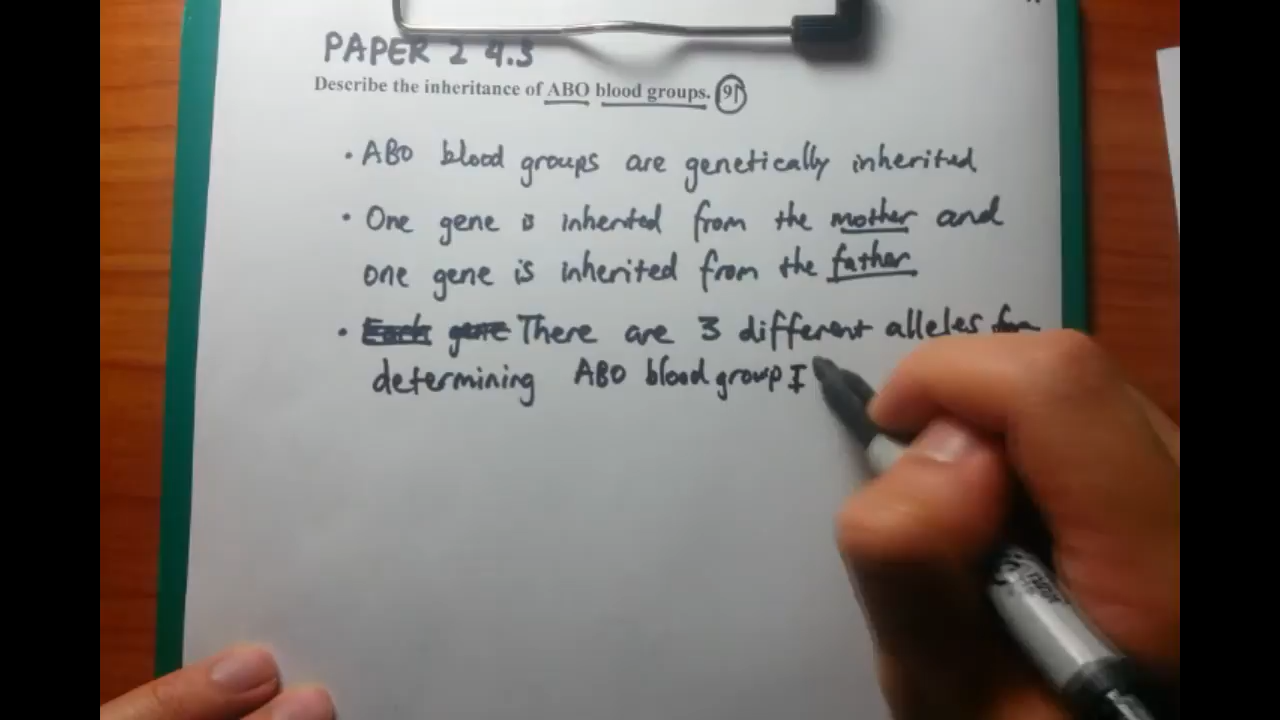 PAPER 2 4.3
Describe the inheritance of ABO blood groups. 9
• ABO blood groups are genetically inherited
• One gene is inherited from the mother and
one gene is inherited from the father
• Each gene There are 3 different alleles for
determining ABO blood group I